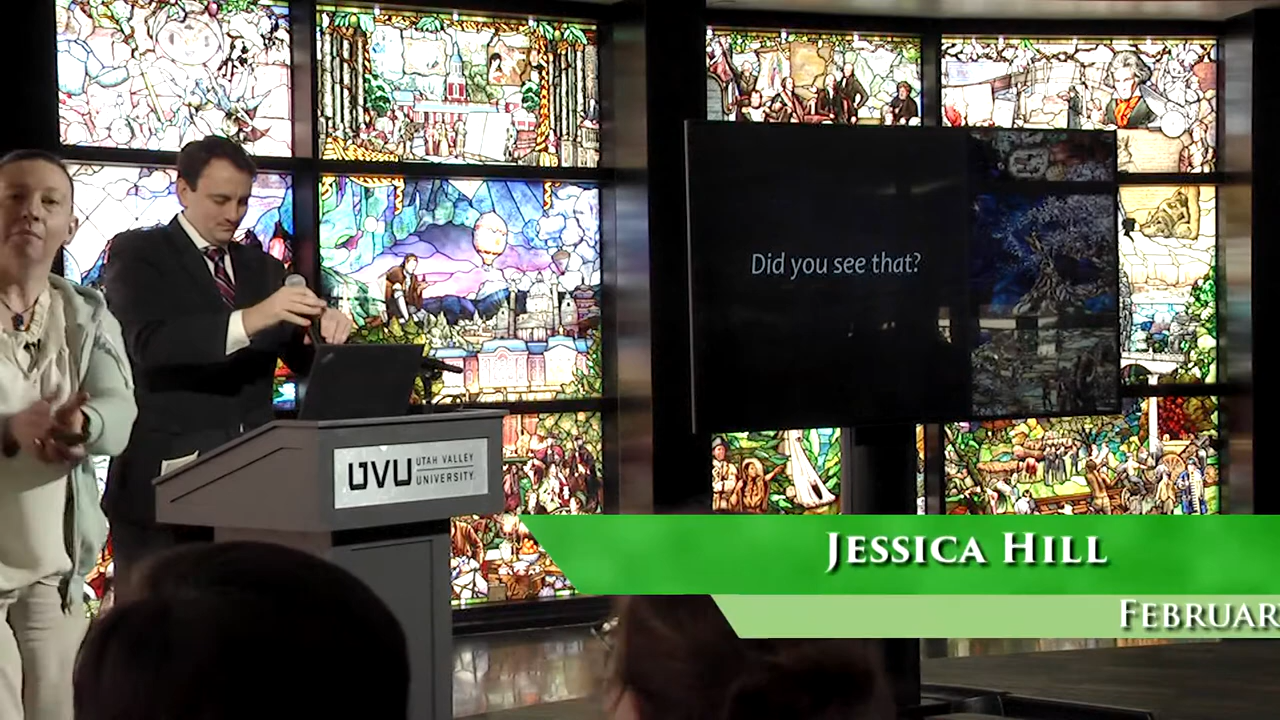 Did you see that?
UVU UTAH VALLEY
UNIVERSITY
JESSICA HILL
FEBRUAR